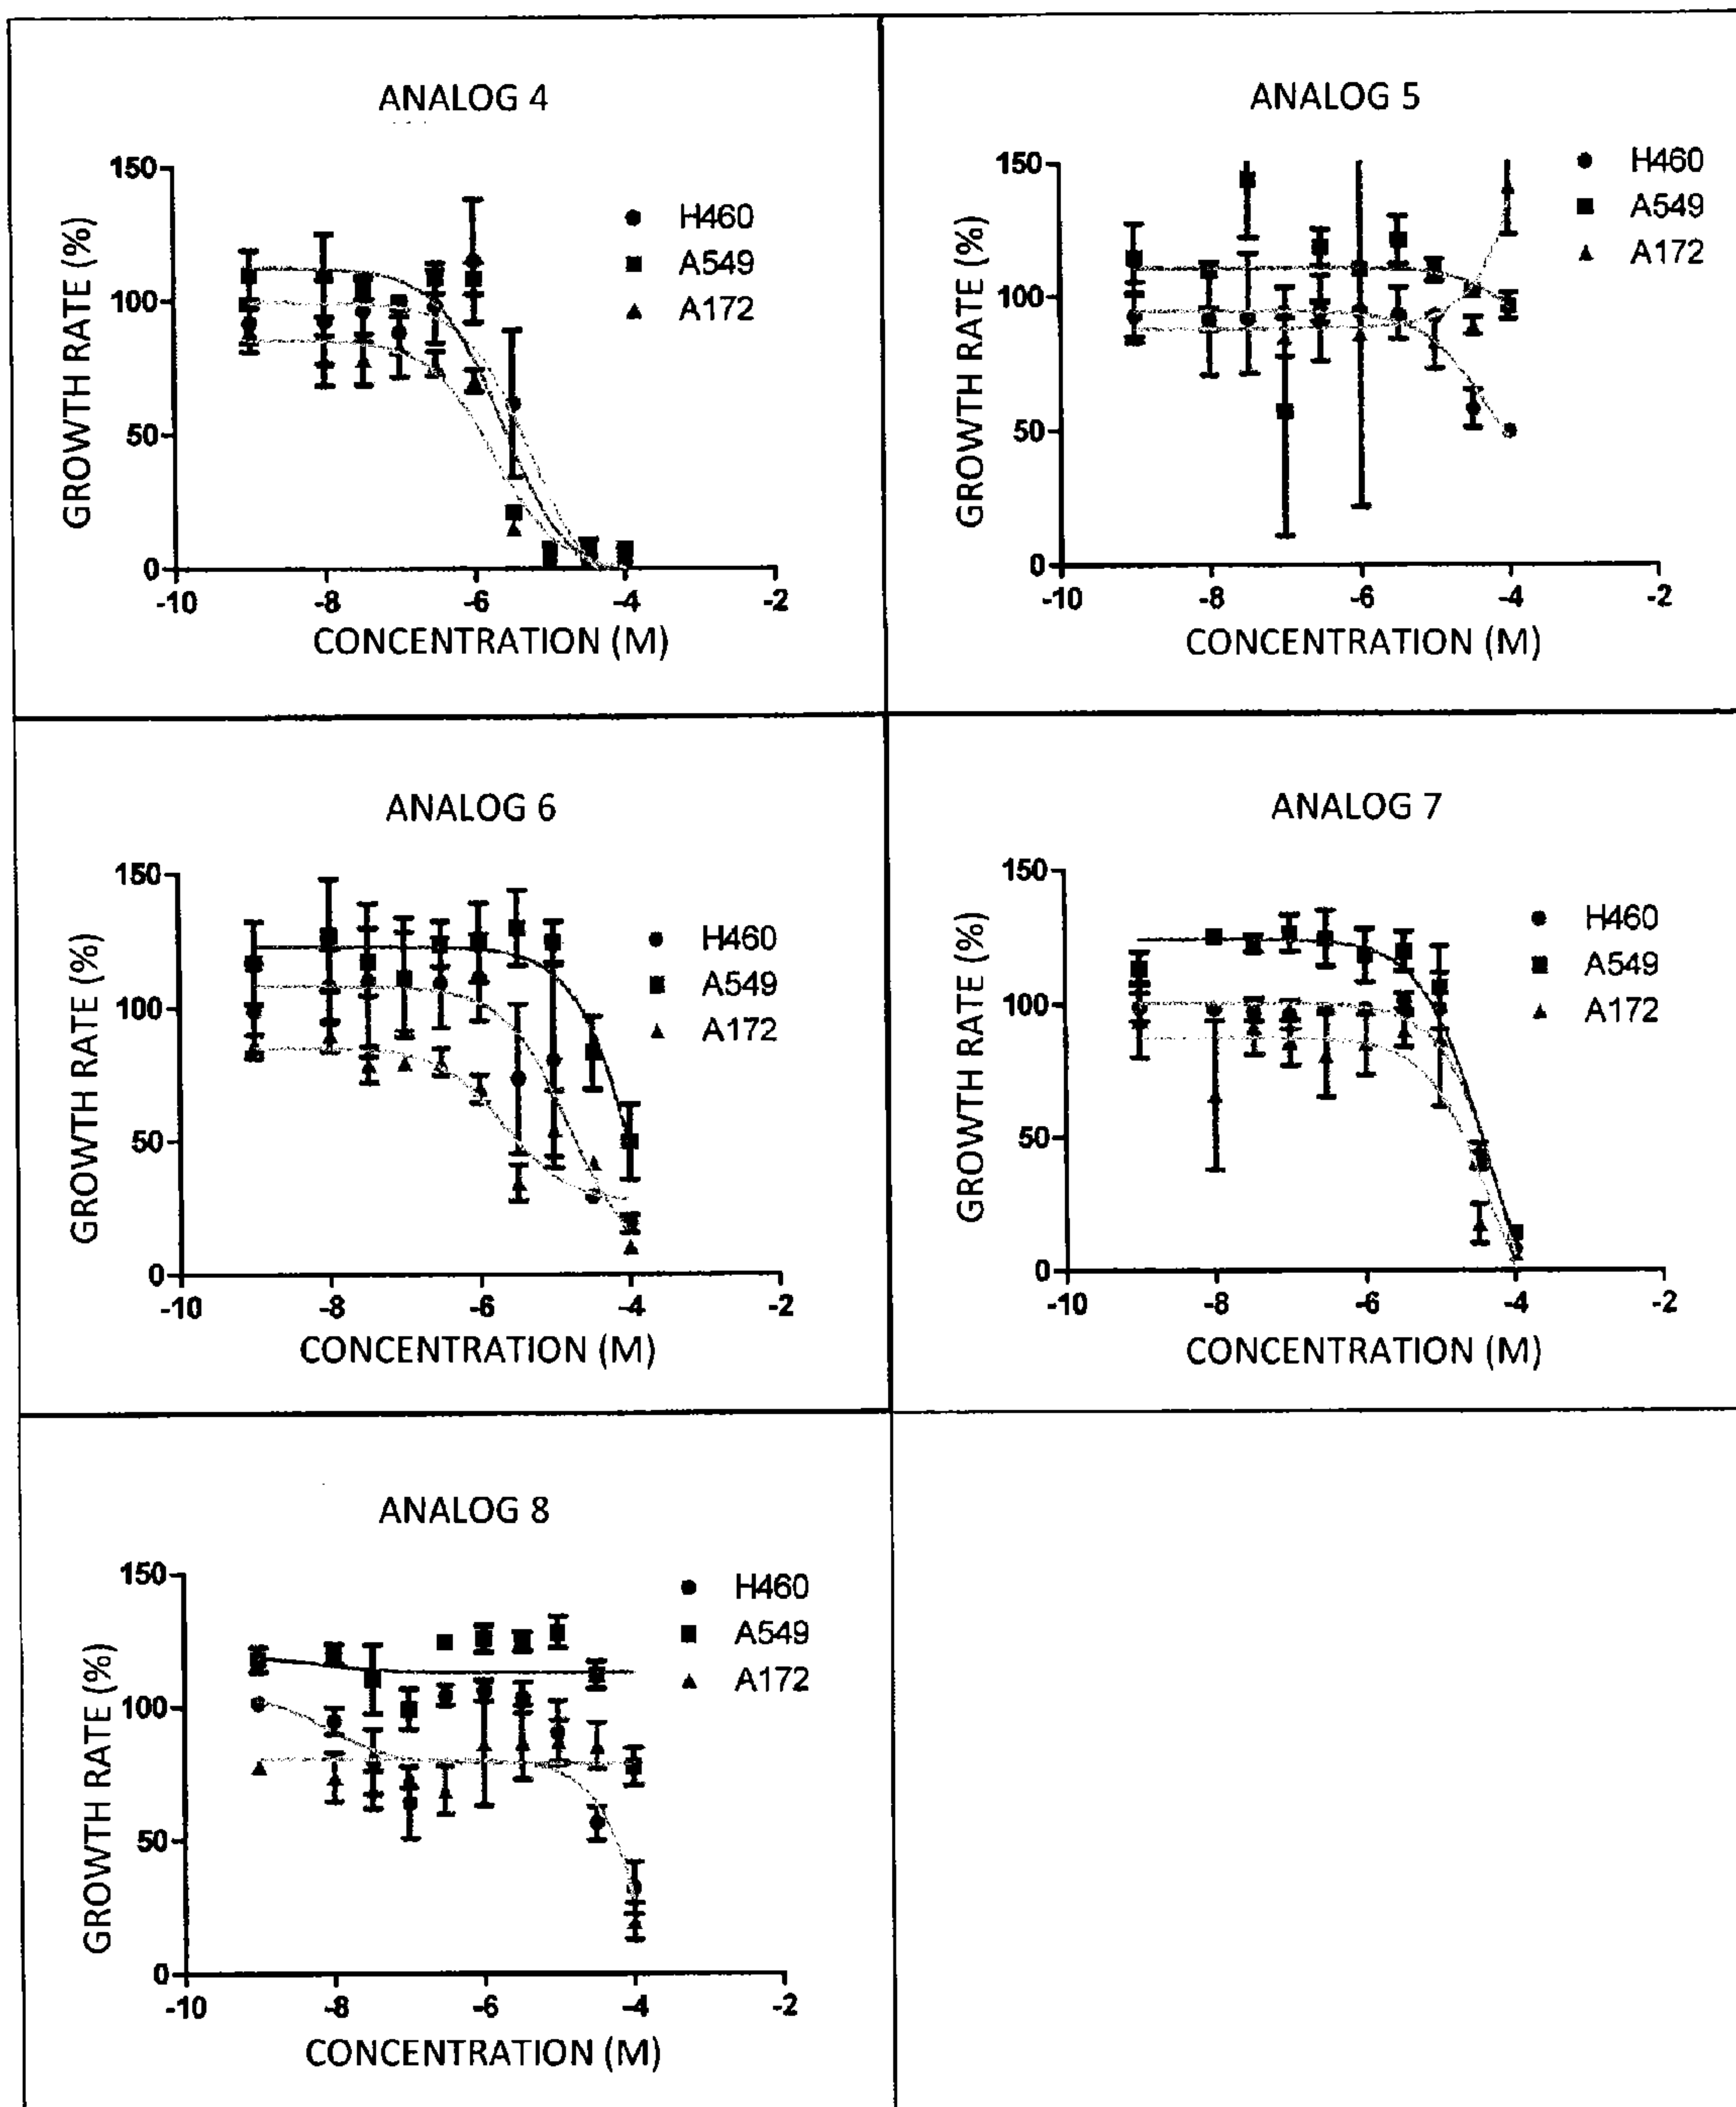 ANALOG 4
150
100
50
0
-10
-8
-6
-4
-2
GROWTH RATE (%)
CONCENTRATION (M)
H460
A549
A172
ANALOG 5
150
100
50
0
-10
-8
-6
-4
-2
GROWTH RATE (%)
CONCENTRATION (M)
H460
A549
A172
ANALOG 6
150
100
50
0
-10
-8
-6
-4
-2
GROWTH RATE (%)
CONCENTRATION (M)
H460
A549
A172
ANALOG 7
150
100
50
0
-10
-8
-6
-4
-2
GROWTH RATE (%)
CONCENTRATION (M)
H460
A549
A172
ANALOG 8
150
100
50
0
-10
-8
-6
-4
-2
GROWTH RATE (%)
CONCENTRATION (M)
H460
A549
A172